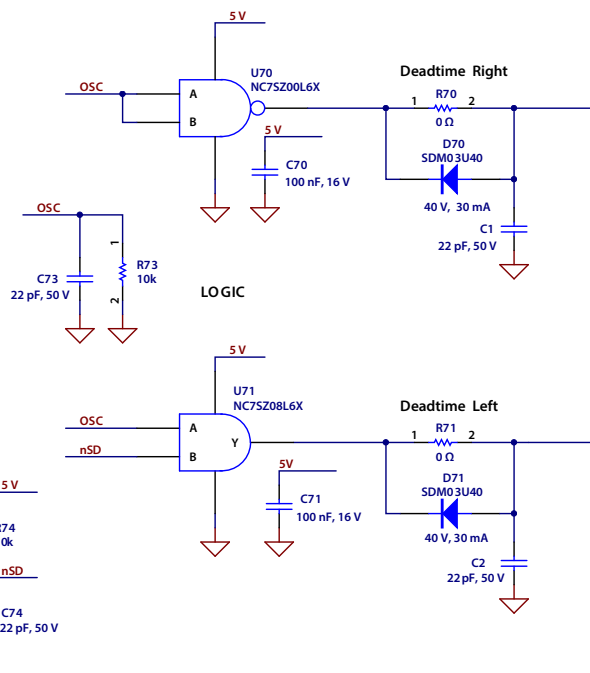 5 V
U70
NC7SZ00L6X
OSC
A
B
5 V
C70
100 nF, 16 V
Deadtime Right
1
R70
2
0 Ω
D70
SDM03U40
40 V, 30 mA
C1
22 pF, 50 V
OSC
1
R73
10k
2
C73
22 pF, 50 V
LOGIC
5 V
U71
NC7SZ08L6X
OSC
A
nSD
B
Y
5V
C71
100 nF, 16 V
Deadtime Left
1
R71
2
0 Ω
D71
SDM03U40
40 V, 30 mA
C2
22pF, 50 V
5 V
74
0k
nSD
C74
22 pF, 50 V